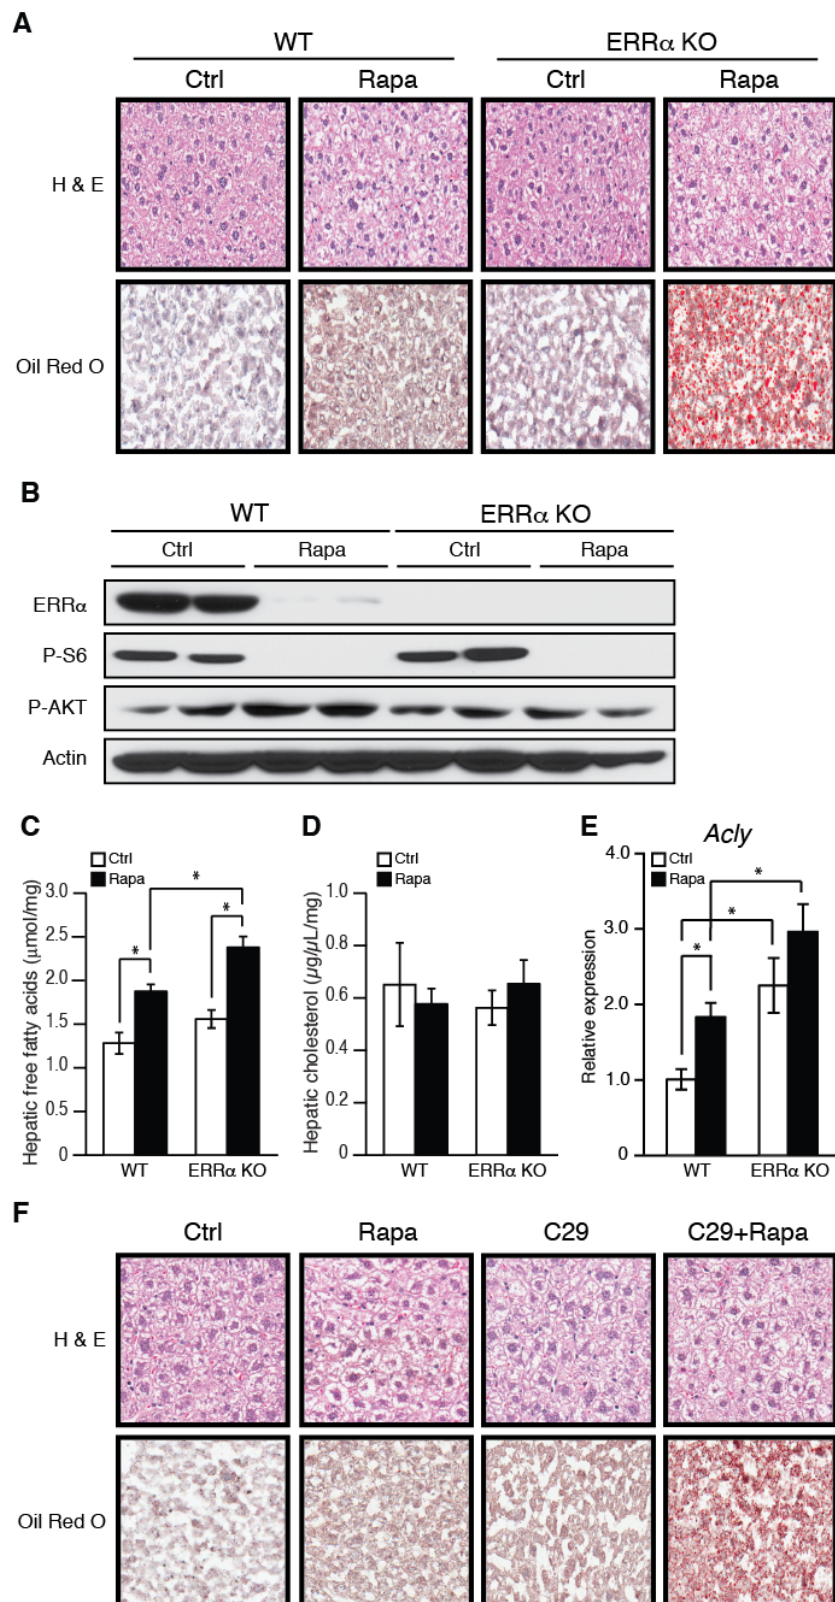 A
WT
ERRα KO
Ctrl
Rapa
Ctrl
Rapa
H & E
Oil Red O
B
WT
ERRα KO
Ctrl
Rapa
Ctrl
Rapa
ERRα
P-S6
P-AKT
Actin
C
Ctrl
Rapa
Hepatic free fatty acids (μmol/mg)
3.0
2.5
2.0
1.5
1.0
0.5
0
*
*
*
WT
ERRα KO
D
Ctrl
Rapa
Hepatic cholesterol (μg/μL/mg)
1.0
0.8
0.6
0.4
0.2
0
WT
ERRα KO
E
Acly
Ctrl
Rapa
Relative expression
4.0
3.0
2.0
1.0
0
*
*
*
WT
ERRα KO
F
Ctrl
Rapa
C29
C29+Rapa
H & E
Oil Red O